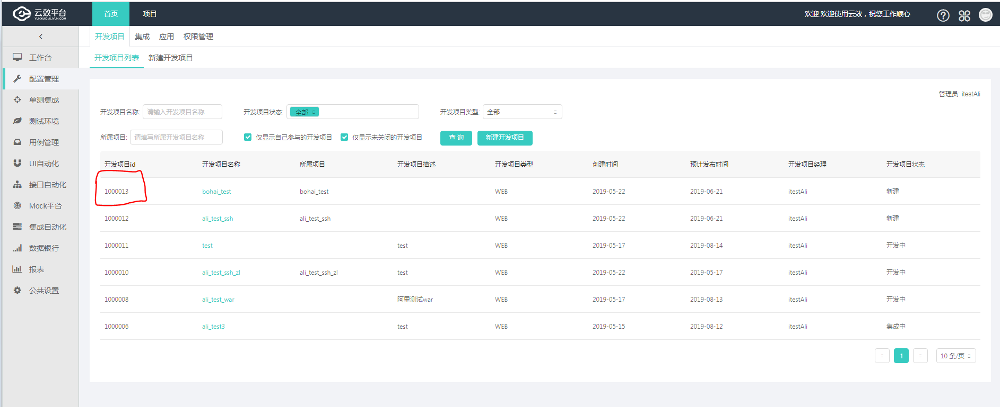 云效平台
YUNXIAO.ALIYUN.COM
首页 项目 欢迎:欢迎使用云效，祝您工作顺心
开发项目 集成 应用 权限管理
工作台
配置管理
单测集成
测试环境
用例管理
UI自动化
接口自动化
Mock平台
集成自动化
数据银行
报表
公共设置
开发项目列表 新建开发项目
管理员: itestAli
开发项目名称: 请输入开发项目名称 开发项目状态: 全部 开发项目类型: 全部
所属项目: 请填写所属开发项目名称 仅显示自己参与的开发项目 仅显示未关闭的开发项目 查 询 新建开发项目
开发项目id 开发项目名称 所属项目 开发项目描述 开发项目类型 创建时间 预计发布时间 开发项目经理 开发项目状态
1000013 bohai_test bohai_test WEB 2019-05-22 2019-06-21 itestAli 新建
1000012 ali_test_ssh ali_test_ssh WEB 2019-05-22 2019-06-21 itestAli 新建
1000011 test test WEB 2019-05-17 2019-08-14 itestAli 开发中
1000010 ali_test_ssh_zl ali_test_ssh_zl test WEB 2019-05-22 2019-05-17 itestAli 开发中
1000008 ali_test_war 阿里测试war WEB 2019-05-17 2019-08-13 itestAli 开发中
1000006 ali_test3 test WEB 2019-05-15 2019-08-12 itestAli 集成中
1 10 条/页